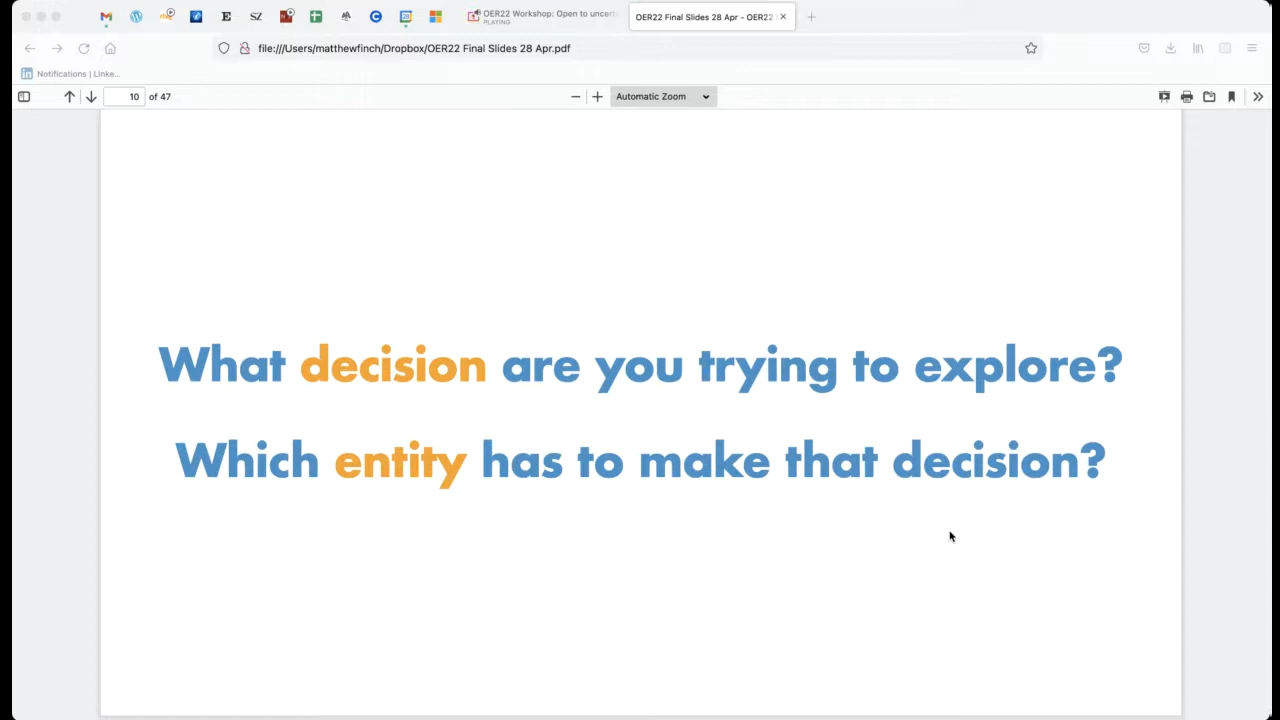 OER22 Workshop: Open to uncert
PLAYING
OER22 Final Slides 28 Apr - OER22
file:///Users/matthewfinch/Dropbox/OER22 Final Slides 28 Apr.pdf
Notifications | Linke...
10 of 47
Automatic Zoom
What decision are you trying to explore?
Which entity has to make that decision?